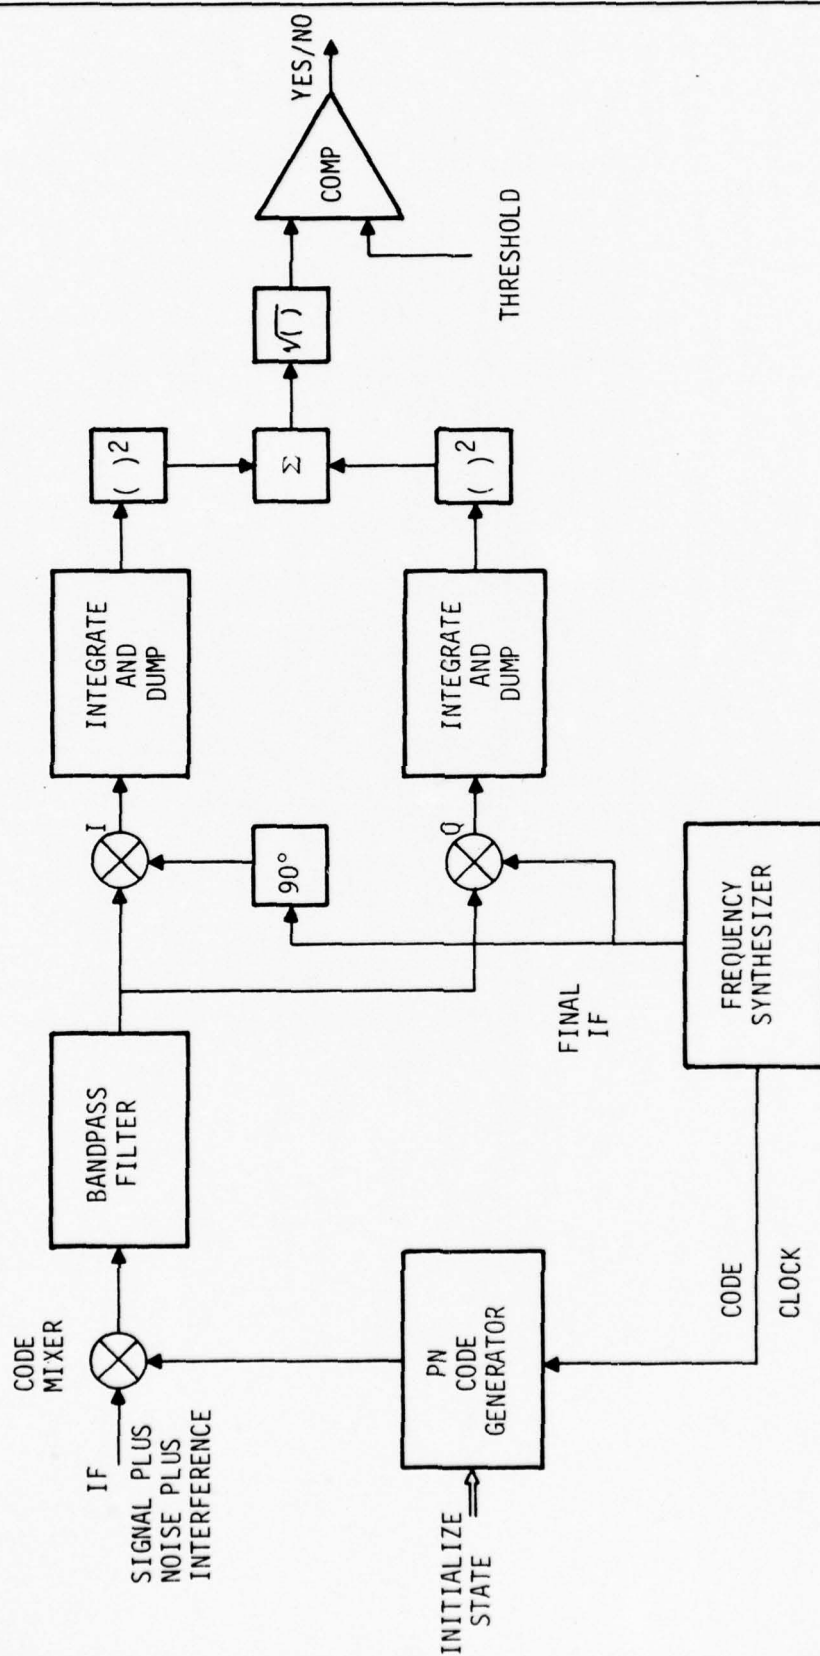 CODE
MIXER
IF
SIGNAL PLUS
NOISE PLUS
INTERFERENCE
BANDPASS
FILTER
I
INTEGRATE
AND
DUMP
( )²
90°
Σ
√( )
COMP
YES/NO
THRESHOLD
INITIALIZE
STATE
PN
CODE
GENERATOR
Q
INTEGRATE
AND
DUMP
( )²
FINAL
IF
CODE
CLOCK
FREQUENCY
SYNTHESIZER